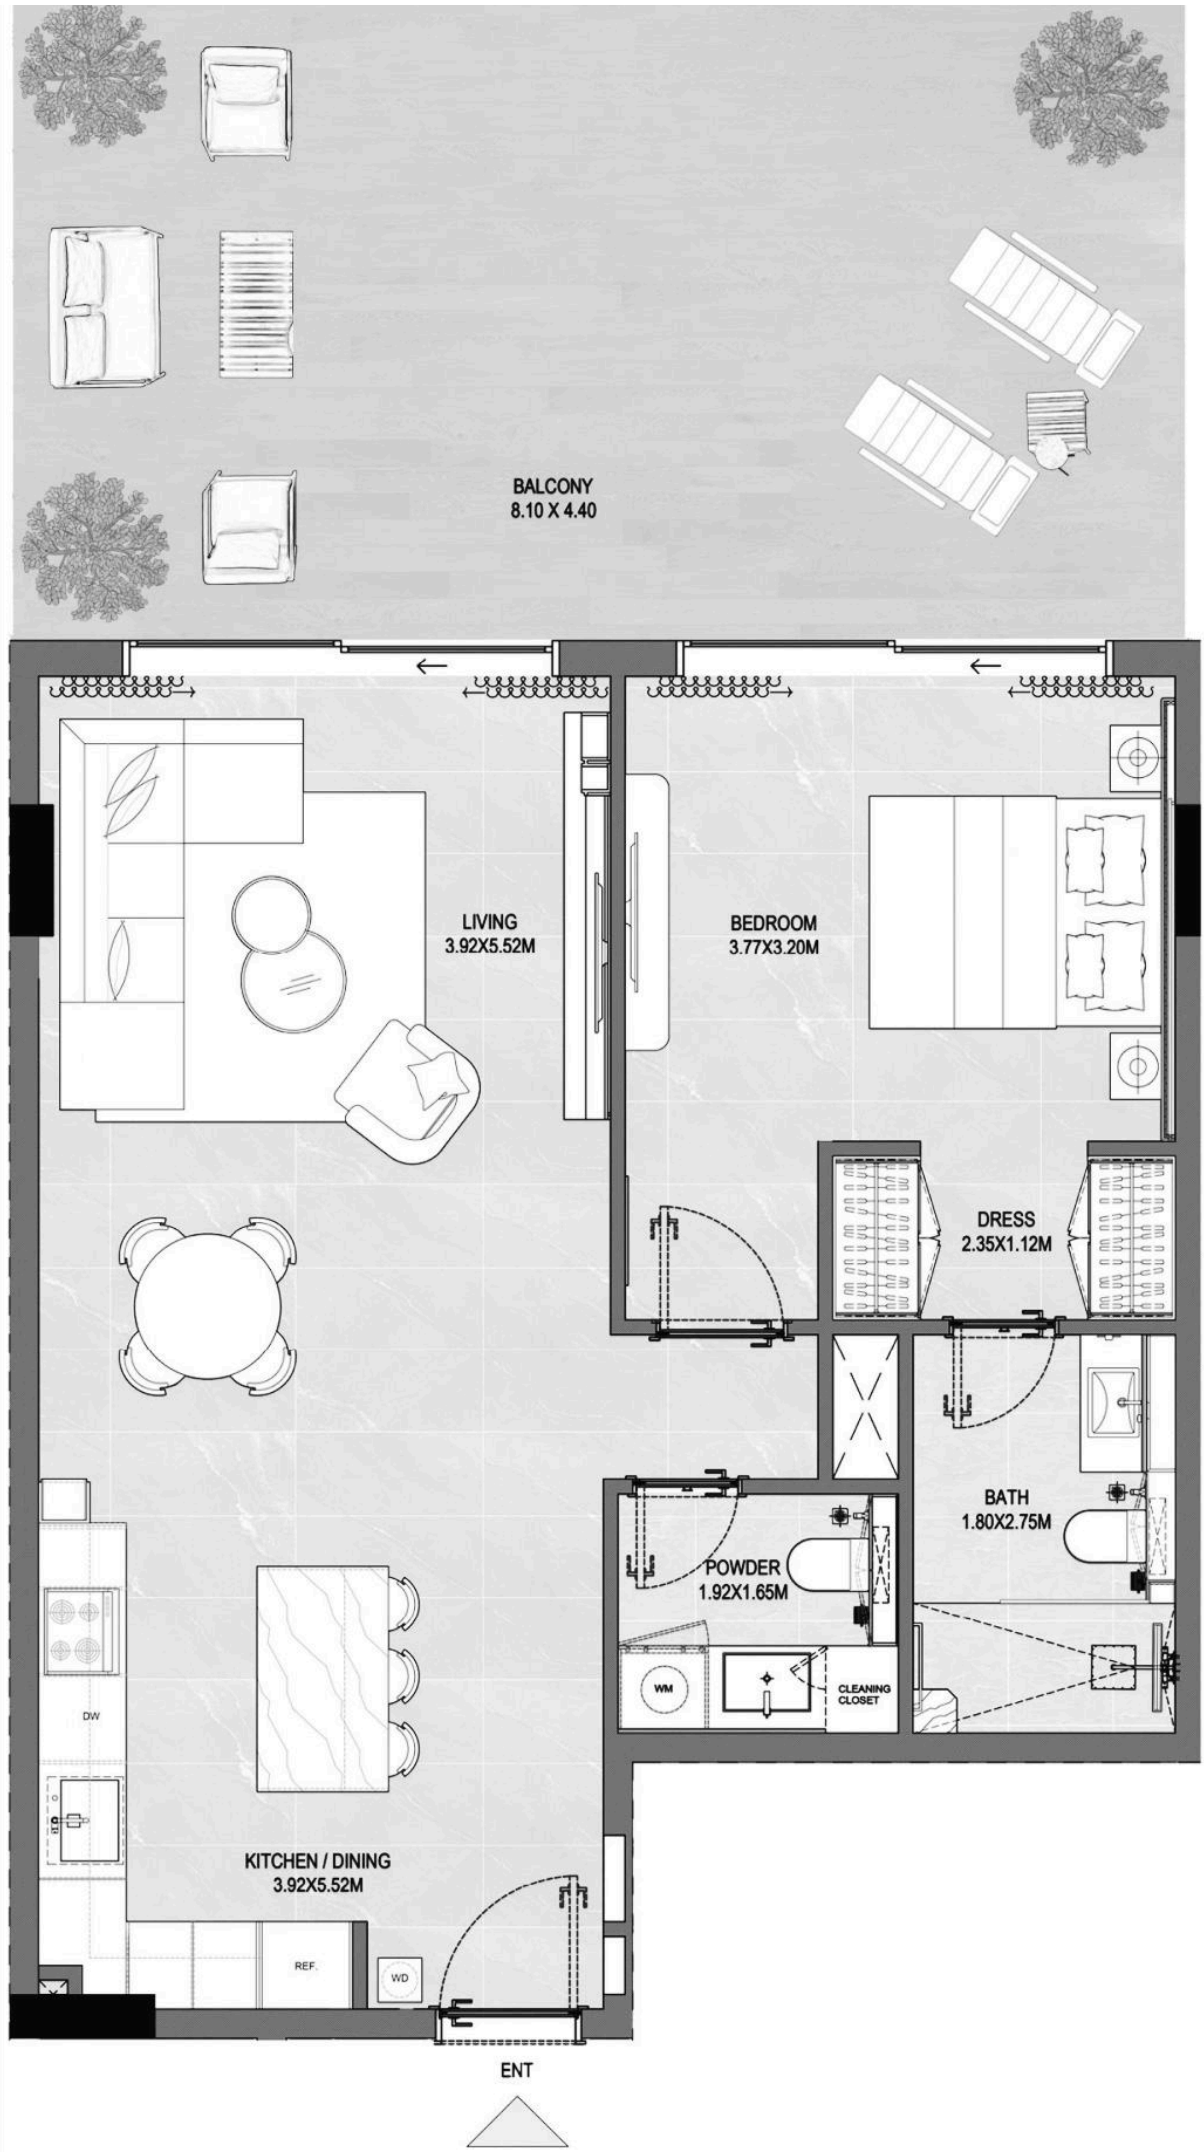 BALCONY
8.10 X 4.40
LIVING
3.92X5.52M
BEDROOM
3.77X3.20M
DRESS
2.35X1.12M
BATH
1.80X2.75M
POWDER
1.92X1.65M
WM
CLEANING
CLOSET
DW
KITCHEN / DINING
3.92X5.52M
REF.
WD
ENT